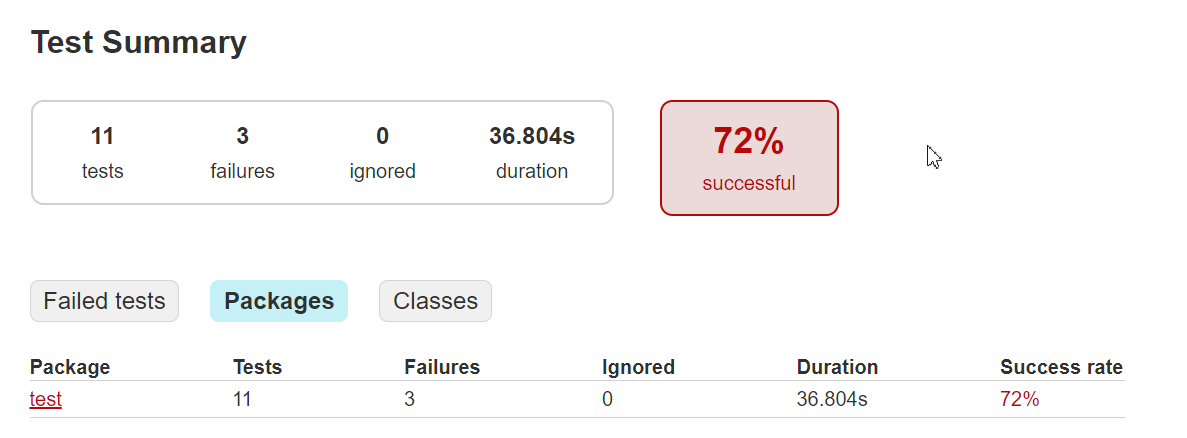 Test Summary
11 3 0 36.804s
tests failures ignored duration
72%
successful
Failed tests Packages Classes
Package Tests Failures Ignored Duration Success rate
test 11 3 0 36.804s 72%